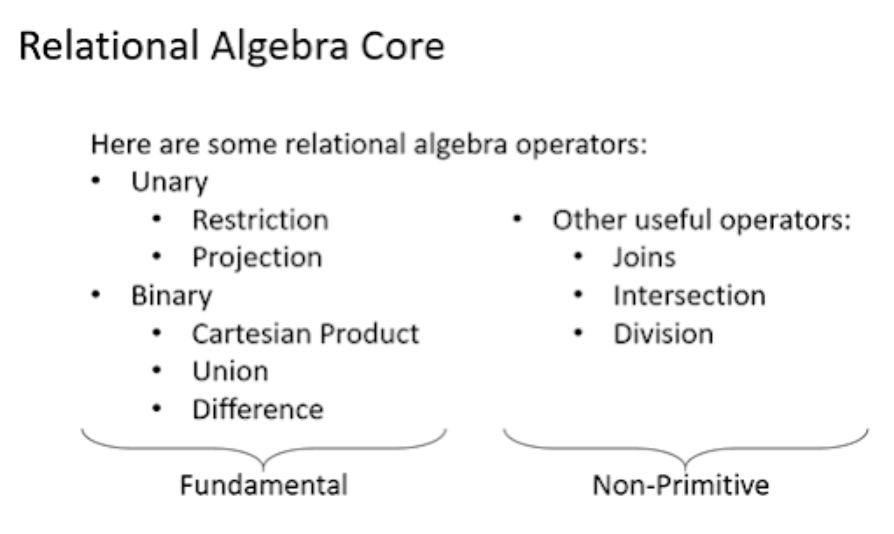 Relational Algebra Core
Here are some relational algebra operators:
• Unary
• Restriction
• Projection
• Binary
• Cartesian Product
• Union
• Difference
Fundamental
• Other useful operators:
• Joins
• Intersection
• Division
Non-Primitive